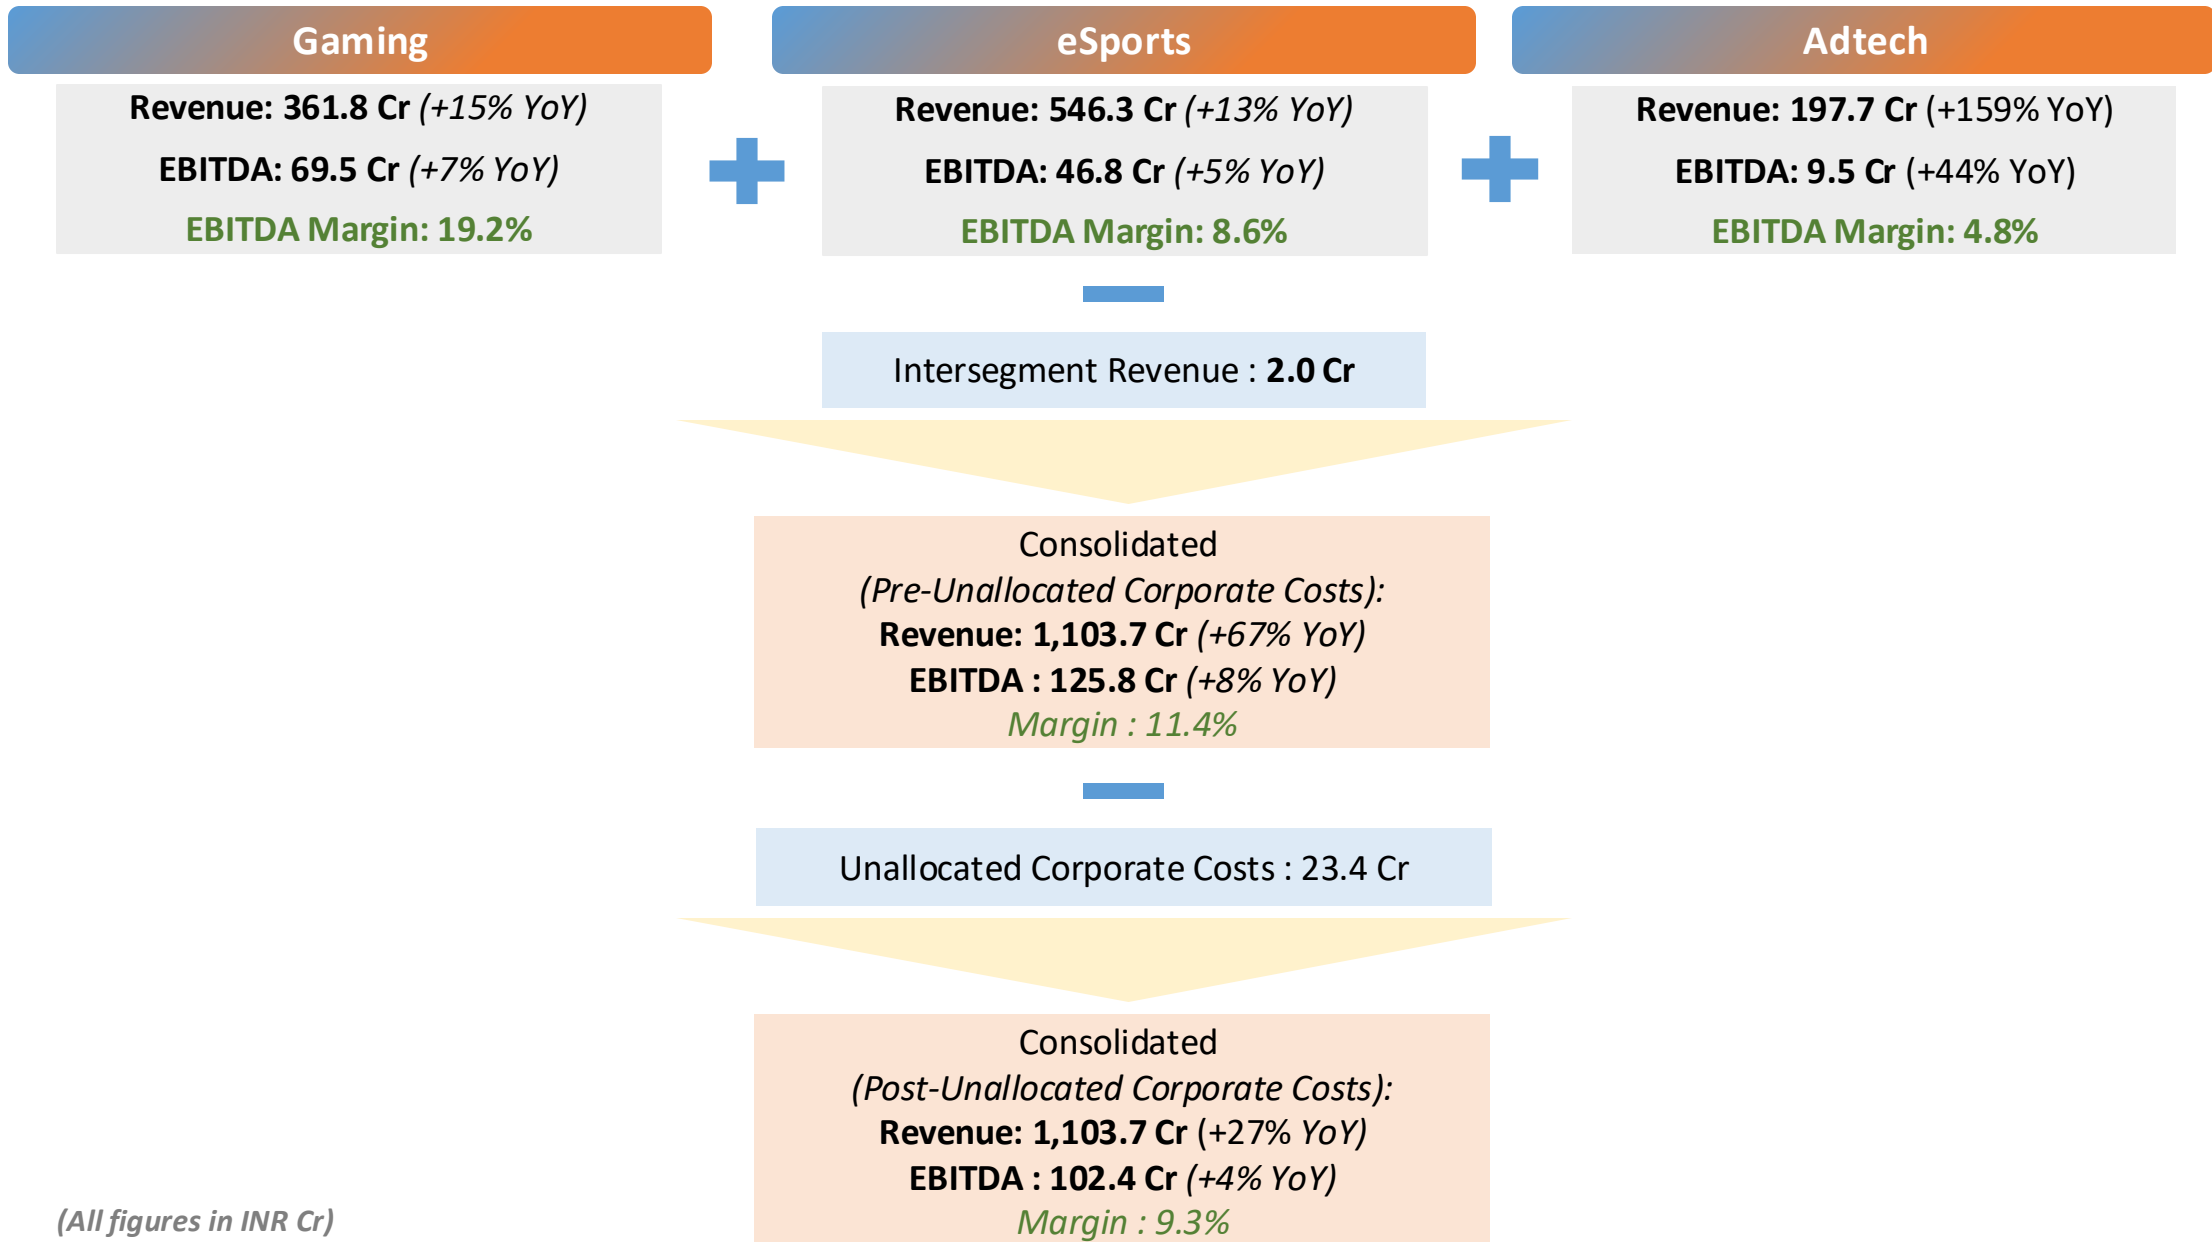 Gaming
Revenue: 361.8 Cr (+15% YoY)
EBITDA: 69.5 Cr (+7% YoY)
EBITDA Margin: 19.2%
eSports
Revenue: 546.3 Cr (+13% YoY)
EBITDA: 46.8 Cr (+5% YoY)
EBITDA Margin: 8.6%
Adtech
Revenue: 197.7 Cr (+159% YoY)
EBITDA: 9.5 Cr (+44% YoY)
EBITDA Margin: 4.8%
Intersegment Revenue : 2.0 Cr
Consolidated
(Pre-Unallocated Corporate Costs):
Revenue: 1,103.7 Cr (+67% YoY)
EBITDA : 125.8 Cr (+8% YoY)
Margin : 11.4%
Unallocated Corporate Costs : 23.4 Cr
Consolidated
(Post-Unallocated Corporate Costs):
Revenue: 1,103.7 Cr (+27% YoY)
EBITDA : 102.4 Cr (+4% YoY)
Margin : 9.3%
(All figures in INR Cr)